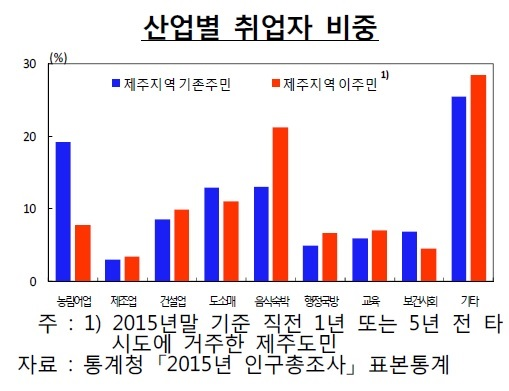 산업별 취업자 비중
(%)
제주지역 기존주민
제주지역 이주민1)
30
20
10
0
농림어업 제조업 건설업 도소매 음식숙박 행정국방 교육 보건사회 기타
주 : 1) 2015년말 기준 직전 1년 또는 5년 전 타
시도에 거주한 제주도민
자료 : 통계청「2015년 인구총조사」표본통계